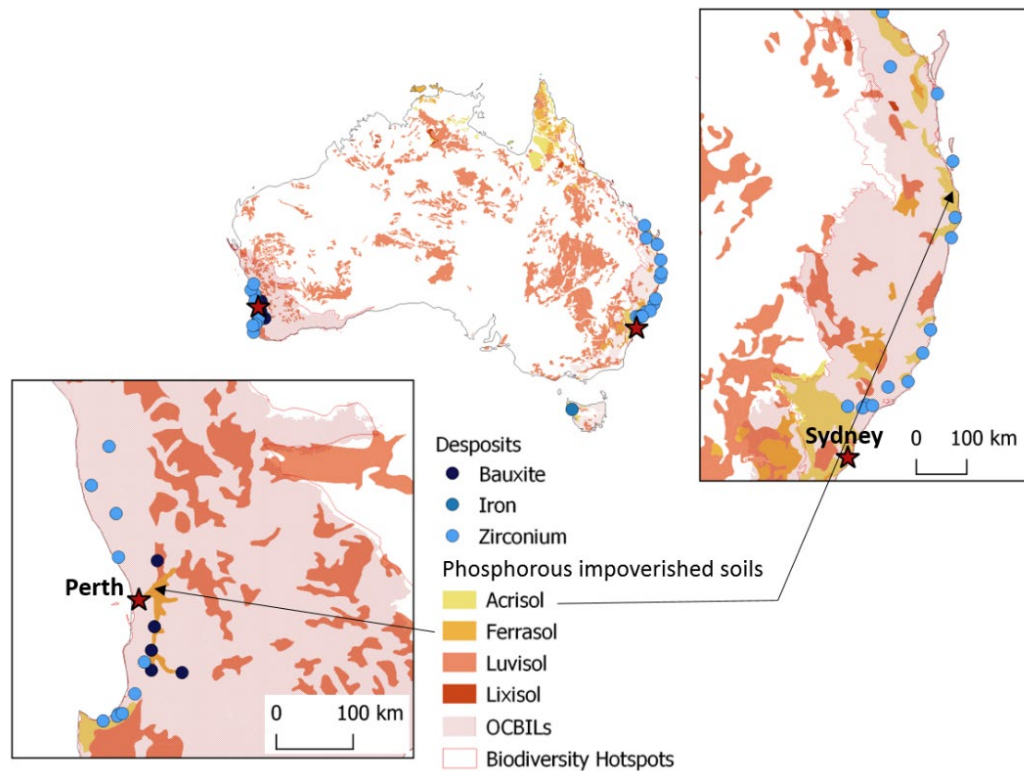 Sydney
0 100 km
Perth
0 100 km
Desposits
Bauxite
Iron
Zirconium
Phosphorous impoverished soils
Acrisol
Ferrasol
Luvisol
Lixisol
OCBILs
Biodiversity Hotspots